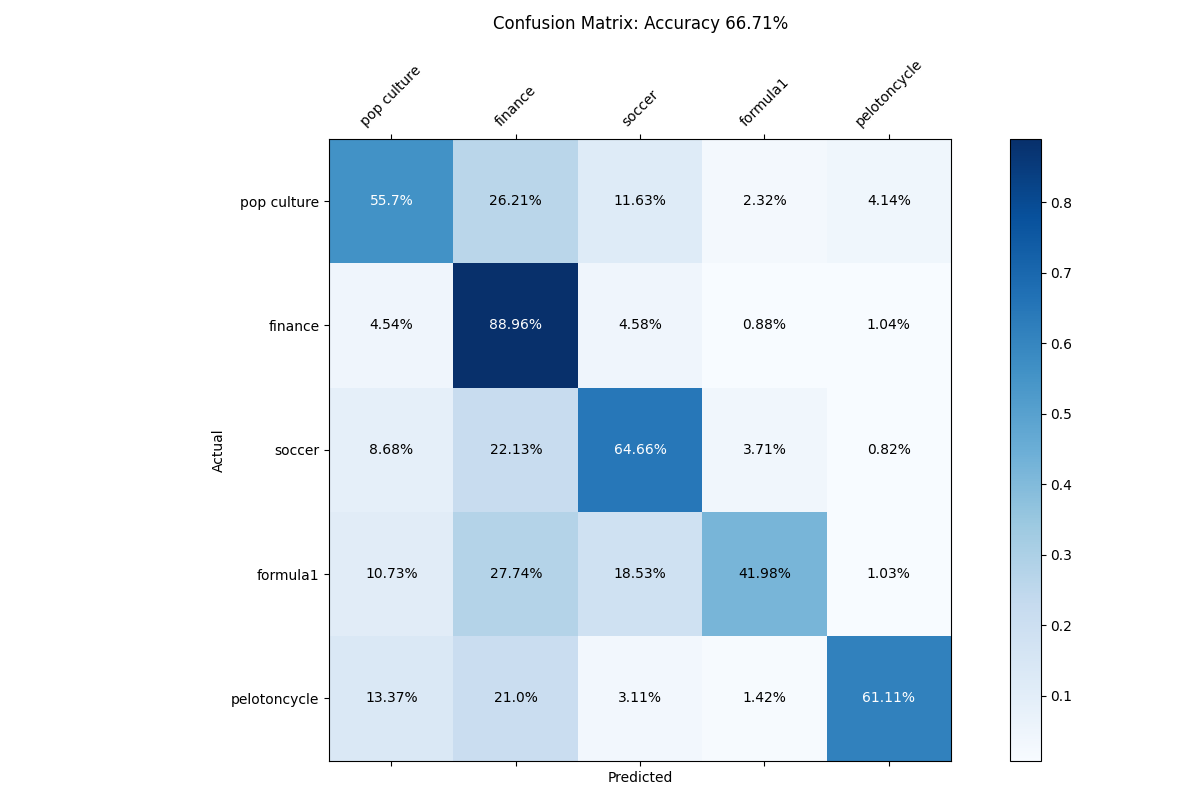 Confusion Matrix: Accuracy 66.71%
pop culture finance soccer formula1 pelotoncycle
pop culture 55.7% 26.21% 11.63% 2.32% 4.14%
finance 4.54% 88.96% 4.58% 0.88% 1.04%
soccer 8.68% 22.13% 64.66% 3.71% 0.82%
formula1 10.73% 27.74% 18.53% 41.98% 1.03%
pelotoncycle 13.37% 21.0% 3.11% 1.42% 61.11%
Actual
Predicted
0.8
0.7
0.6
0.5
0.4
0.3
0.2
0.1